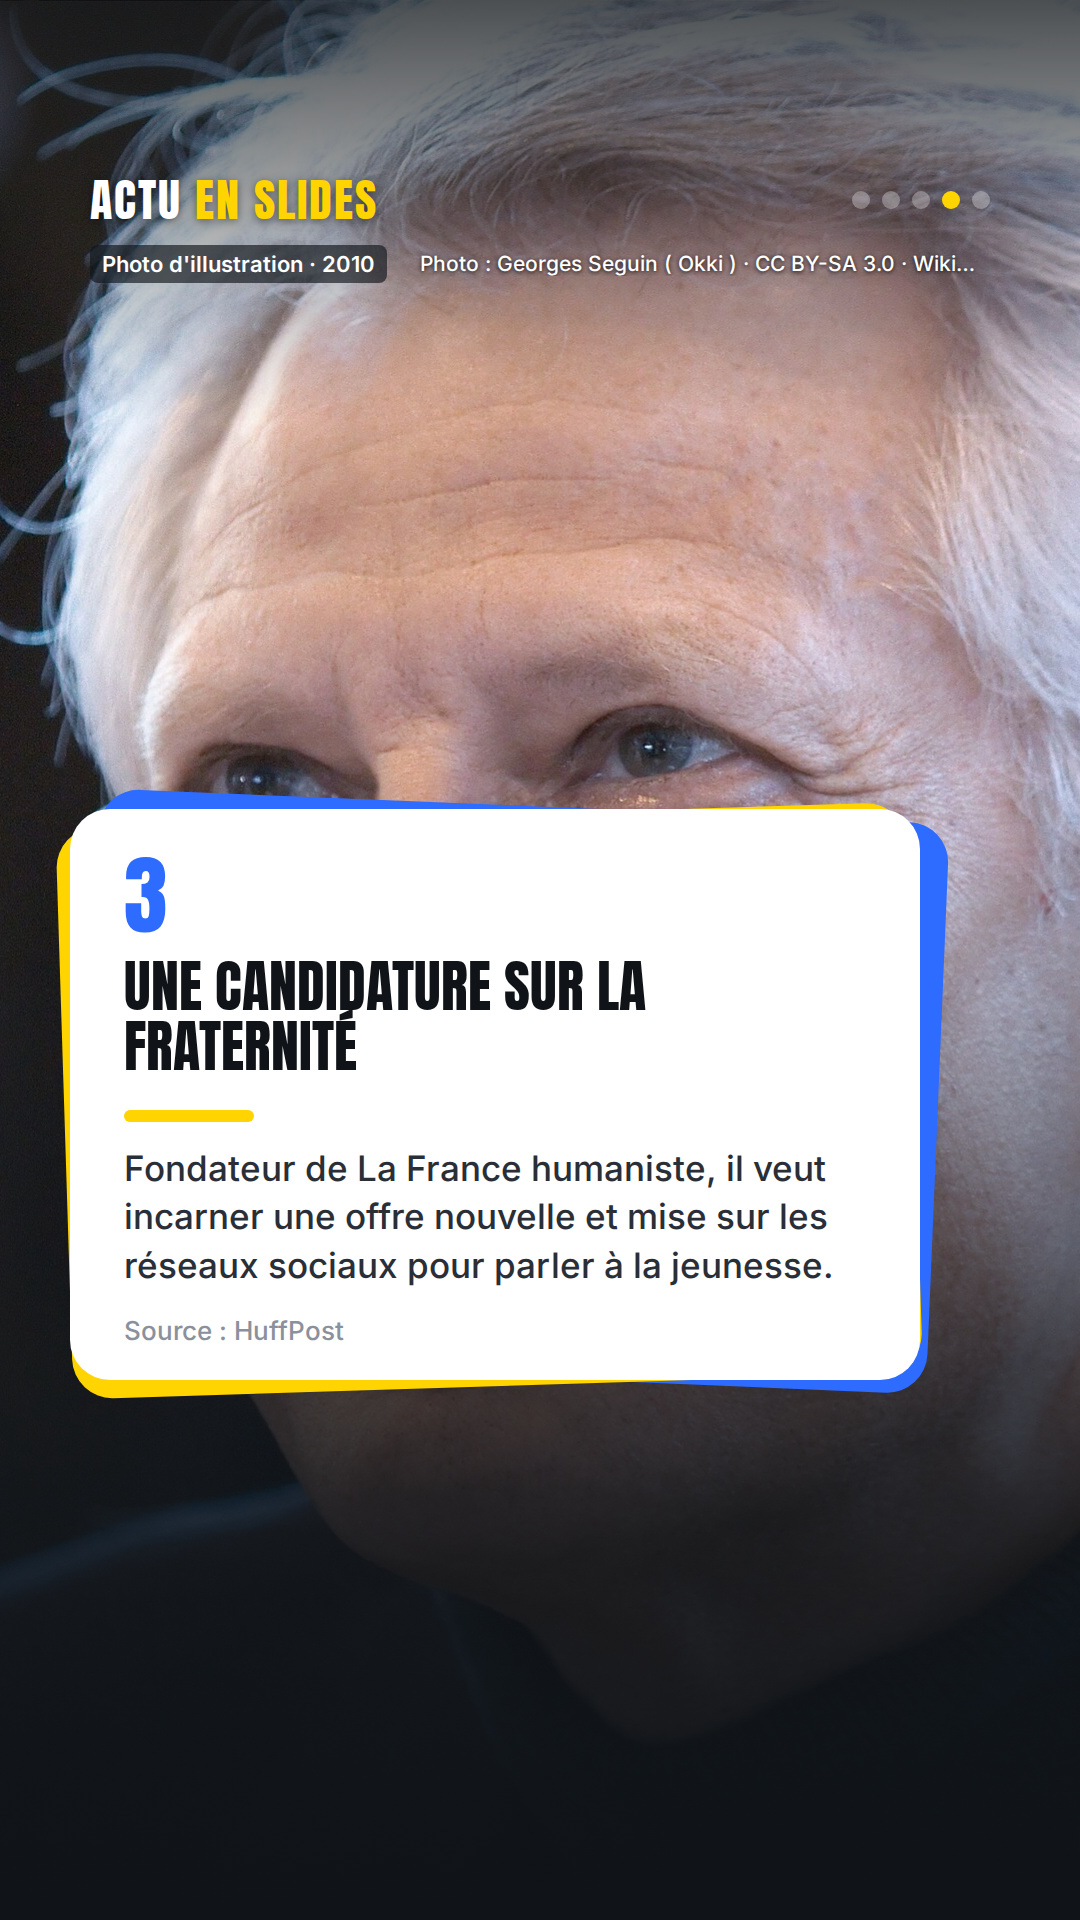 ACTU EN SLIDES
Photo d'illustration · 2010
Photo : Georges Seguin ( Okki ) · CC BY-SA 3.0 · Wiki...
3
UNE CANDIDATURE SUR LA
FRATERNITÉ
Fondateur de La France humaniste, il veut
incarner une offre nouvelle et mise sur les
réseaux sociaux pour parler à la jeunesse.
Source : HuffPost